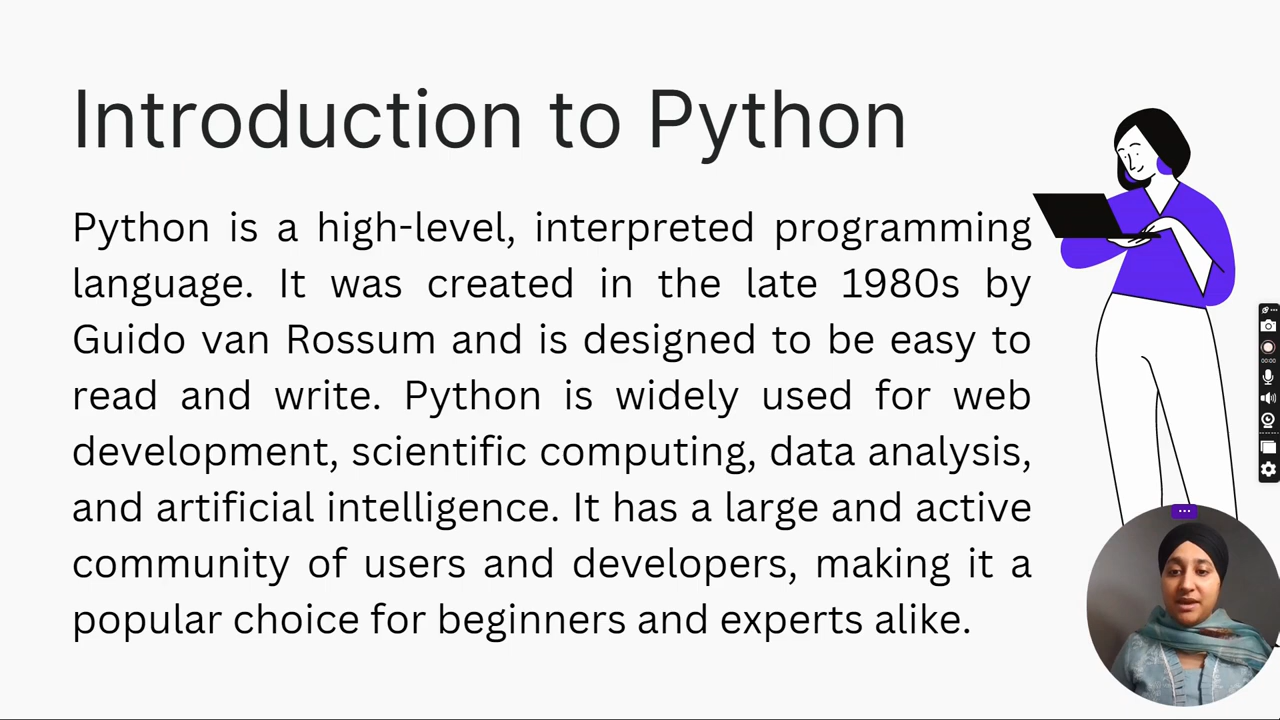 Introduction to Python
Python is a high-level, interpreted programming
language. It was created in the late 1980s by
Guido van Rossum and is designed to be easy to
read and write. Python is widely used for web
development, scientific computing, data analysis,
and artificial intelligence. It has a large and active
community of users and developers, making it a
popular choice for beginners and experts alike.
00:00